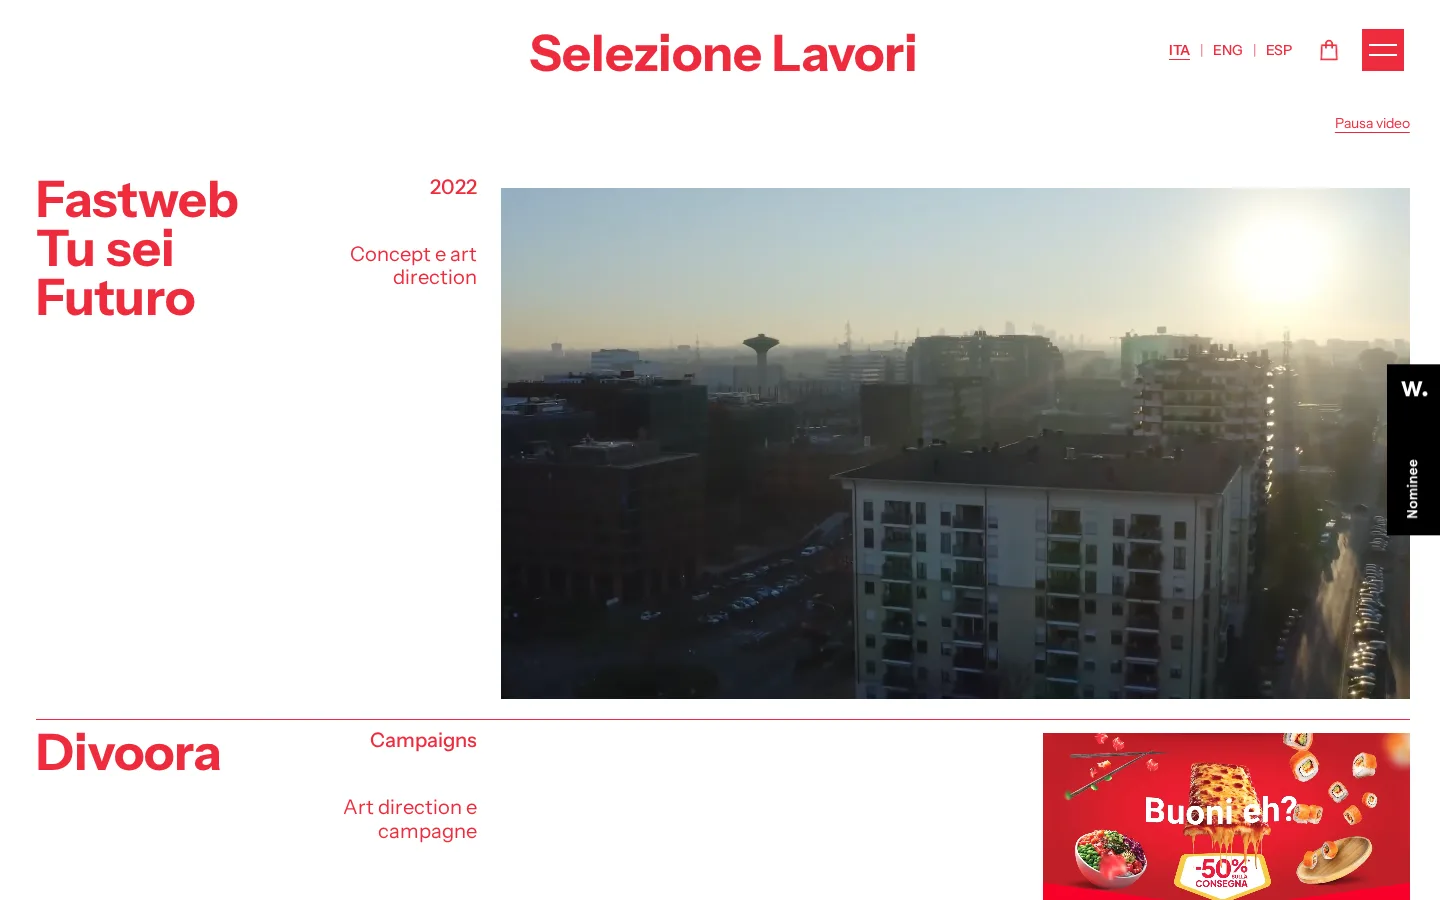 Selezione Lavori
ITA | ENG | ESP
Pausa video
Fastweb
Tu sei
Futuro
2022
Concept e art
direction
W.
Nominee
Divoora
Campaigns
Art direction e
campagne
Buoni eh?
-50%
SULLA
CONSEGNA